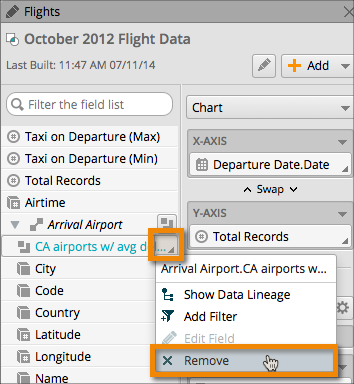 Flights
October 2012 Flight Data
Last Built: 11:47 AM 07/11/14
Add
Filter the field list
Taxi on Departure (Max)
Taxi on Departure (Min)
Total Records
Airtime
Arrival Airport
CA airports w/ avg d...
City
Code
Country
Latitude
Longitude
Name
Chart
X-AXIS
Departure Date.Date
Swap
Y-AXIS
Total Records
Arrival Airport.CA airports w...
Show Data Lineage
Add Filter
Edit Field
Remove